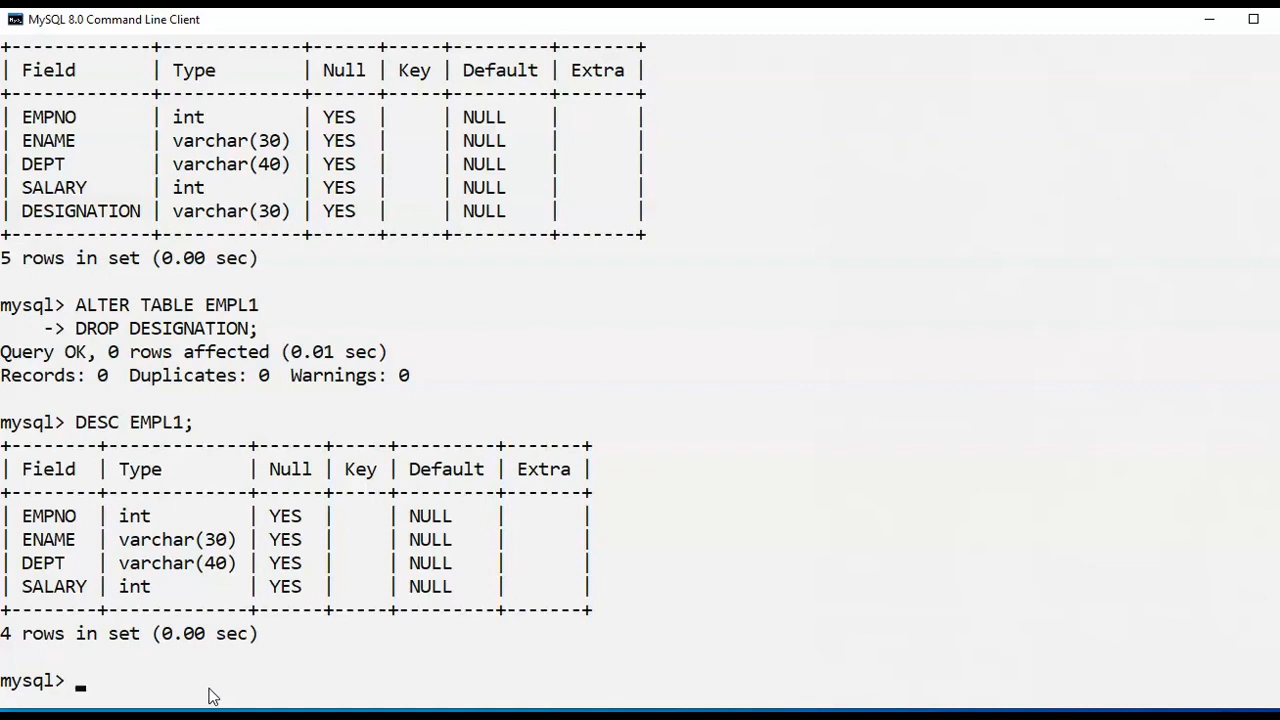 MySQL 8.0 Command Line Client
+-------------+-------------+------+-----+---------+-------+
| Field       | Type        | Null | Key | Default | Extra |
+-------------+-------------+------+-----+---------+-------+
| EMPNO       | int         | YES  |     | NULL    |       |
| ENAME       | varchar(30) | YES  |     | NULL    |       |
| DEPT        | varchar(40) | YES  |     | NULL    |       |
| SALARY      | int         | YES  |     | NULL    |       |
| DESIGNATION | varchar(30) | YES  |     | NULL    |       |
+-------------+-------------+------+-----+---------+-------+
5 rows in set (0.00 sec)
mysql> ALTER TABLE EMPL1
    -> DROP DESIGNATION;
Query OK, 0 rows affected (0.01 sec)
Records: 0  Duplicates: 0  Warnings: 0
mysql> DESC EMPL1;
+--------+-------------+------+-----+---------+-------+
| Field  | Type        | Null | Key | Default | Extra |
+--------+-------------+------+-----+---------+-------+
| EMPNO  | int         | YES  |     | NULL    |       |
| ENAME  | varchar(30) | YES  |     | NULL    |       |
| DEPT   | varchar(40) | YES  |     | NULL    |       |
| SALARY | int         | YES  |     | NULL    |       |
+--------+-------------+------+-----+---------+-------+
4 rows in set (0.00 sec)
mysql> _